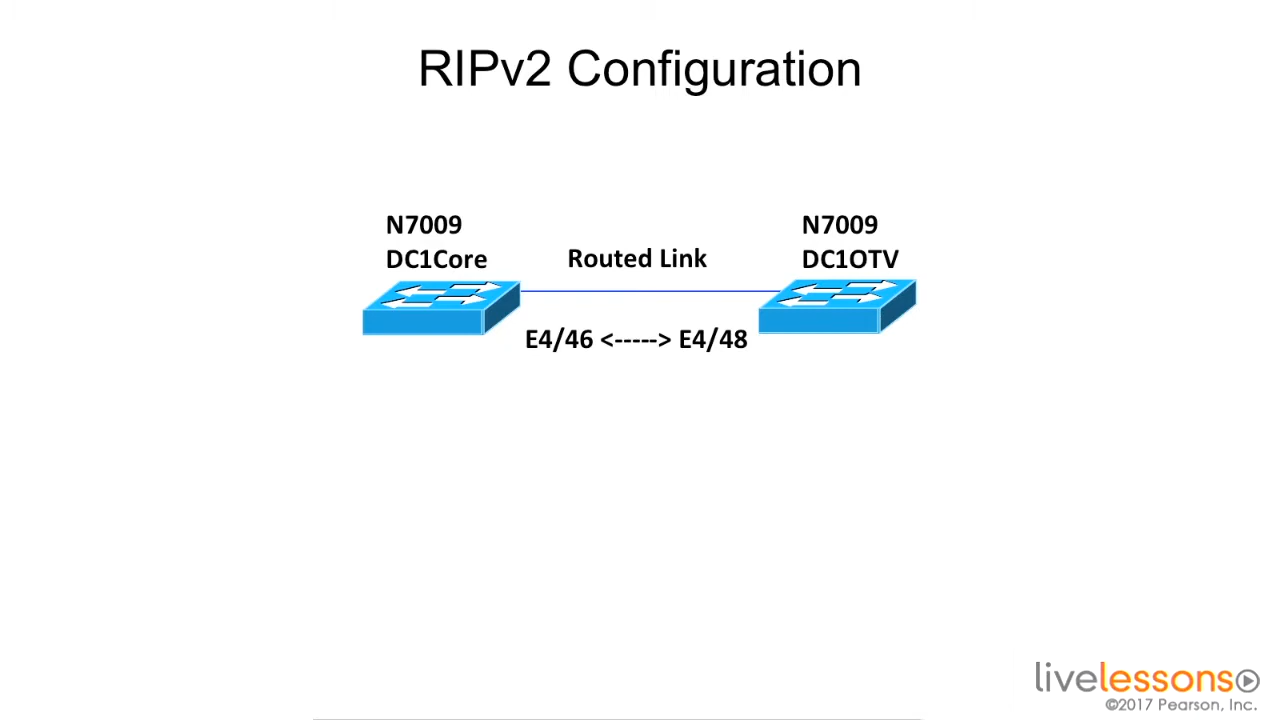 RIPv2 Configuration
N7009
DC1Core
Routed Link
N7009
DC1OTV
E4/46 <-----> E4/48
livelessons
©2017 Pearson, Inc.